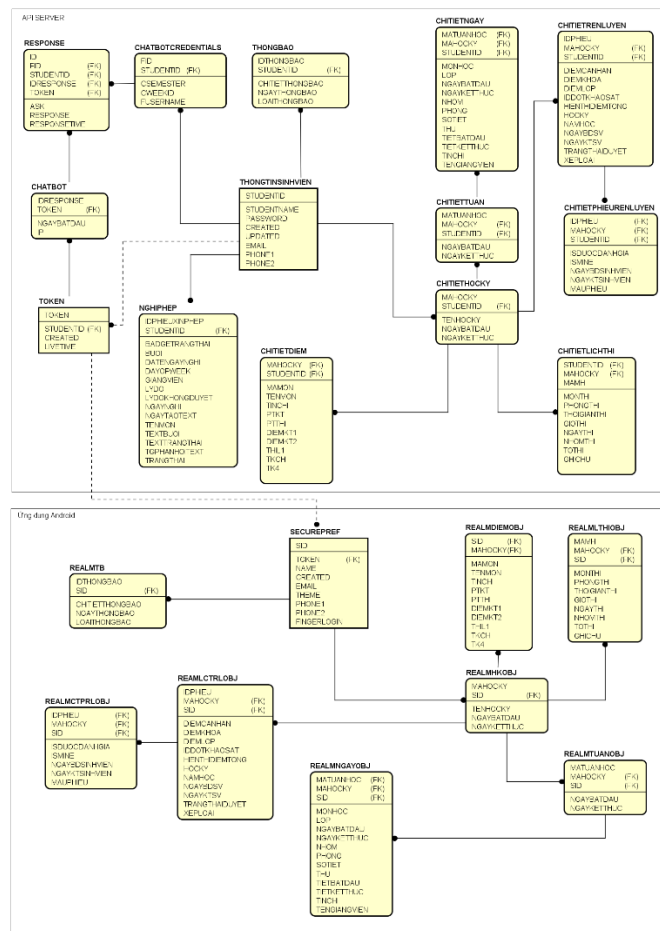 API SERVER
RESPONSE
ID
FID (FK)
STUDENTID (FK)
IDRESPONSE (FK)
TOKEN (FK)
ASK
RESPONSE
RESPONSETIME
CHATBOTCREDENTIALS
FID
STUDENTID (FK)
CSEMESTER
CWEEKID
FUSERNAME
THONGBAO
IDTHONGBAO
STUDENTID (FK)
CHITIETTHONGBAO
NGAYTHONGBAO
LOAITHONGBAO
CHITIETNGAY
MATUANHOC (FK)
MAHOCKY (FK)
STUDENTID (FK)
MONHOC
LOP
NGAYBATDAU
NGAYKETTHUC
NHOM
PHONG
SOTIET
THU
TIETBATDAU
TIETKETTHUC
TINCHI
TENGIANGVIEN
CHITIETRENLUYEN
IDPHIEU
MAHOCKY (FK)
STUDENTID (FK)
DIEMCANHAN
DIEMKHOA
DIEMLOP
IDDOTKHAOSAT
HIENTHIDIEMTONG
HOCKY
NAMHOC
NGAYBDSV
NGAYKTSV
TRANGTHAIDUYET
XEPLOAI
CHATBOT
IDRESPONSE
TOKEN (FK)
NGAYBATDAU
IP
THONGTINSINHVIEN
STUDENTID
STUDENTNAME
PASSWORD
CREATED
UPDATED
EMAIL
PHONE1
PHONE2
CHITIETTUAN
MATUANHOC
MAHOCKY (FK)
STUDENTID (FK)
NGAYBATDAU
NGAYKETTHUC
CHITIETPHIEURENLUYEN
IDPHIEU (FK)
MAHOCKY (FK)
STUDENTID (FK)
ISDUOCDANHGIA
ISMINE
NGAYBDSINHVIEN
NGAYKTSINHVIEN
MAUPHIEU
TOKEN
TOKEN
STUDENTID (FK)
CREATED
LIVETIME
NGHIPHEP
IDPHIEUXINPHEP
STUDENTID (FK)
BADGETRANGTHAI
BUOI
DATENGAYNGHI
DAYOFWEEK
GIANGVIEN
LYDO
LYDOKHONGDUYET
NGAYNGHI
NGAYTAOTEXT
TENMON
TEXTBUOI
TEXTTRANGTHAI
TGPHANHOITEXT
TRANGTHAI
CHITIETHOCKY
MAHOCKY
STUDENTID (FK)
TENHOCKY
NGAYBATDAU
NGAYKETTHUC
CHITIETDIEM
MAHOCKY (FK)
STUDENTID (FK)
MAMON
TENMON
TINCHI
PTKT
PTTHI
DIEMKT1
DIEMKT2
THIL1
TKCH
TK4
CHITIETLICHTHI
STUDENTID (FK)
MAHOCKY (FK)
MAMH
MONTHI
PHONGTHI
THOIGIANTHI
GIOTHI
NGAYTHI
NHOMTHI
TOTHI
GHICHU
Ứng dụng Android
SECUREPREF
SID
TOKEN (FK)
NAME
CREATED
EMAIL
THEME
PHONE1
PHONE2
FINGERLOGIN
REALMTB
IDTHONGBAO
SID (FK)
CHITIETTHONGBAO
NGAYTHONGBAO
LOAITHONGBAO
REALMDIEMOBJ
SID (FK)
MAHOCKY(FK)
MAMON
TENMON
TINCHI
PTKT
PTTHI
DIEMKT1
DIEMKT2
THIL1
TKCH
TK4
REALMLTHIOBJ
MAMH
MAHOCKY (FK)
SID (FK)
MONTHI
PHONGTHI
THOIGIANTHI
GIOTHI
NGAYTHI
NHOMTHI
TOTHI
GHICHU
REALMHKOBJ
MAHOCKY
SID (FK)
TENHOCKY
NGAYBATDAU
NGAYKETTHUC
REALMCTPRLOBJ
IDPHIEU (FK)
MAHOCKY (FK)
SID (FK)
ISDUOCDANHGIA
ISMINE
NGAYBDSINHVIEN
NGAYKTSINHVIEN
MAUPHIEU
REAMLCTRLOBJ
IDPHIEU
MAHOCKY (FK)
SID (FK)
DIEMCANHAN
DIEMKHOA
DIEMLOP
IDDOTKHAOSAT
HIENTHIDIEMTONG
HOCKY
NAMHOC
NGAYBDSV
NGAYKTSV
TRANGTHAIDUYET
XEPLOAI
REALMNGAYOBJ
MATUANHOC (FK)
MAHOCKY (FK)
SID (FK)
MONHOC
LOP
NGAYBATDAU
NGAYKETTHUC
NHOM
PHONG
SOTIET
THU
TIETBATDAU
TIETKETTHUC
TINCHI
TENGIANGVIEN
REALMTUANOBJ
MATUANHOC
MAHOCKY (FK)
SID (FK)
NGAYBATDAU
NGAYKETTHUC